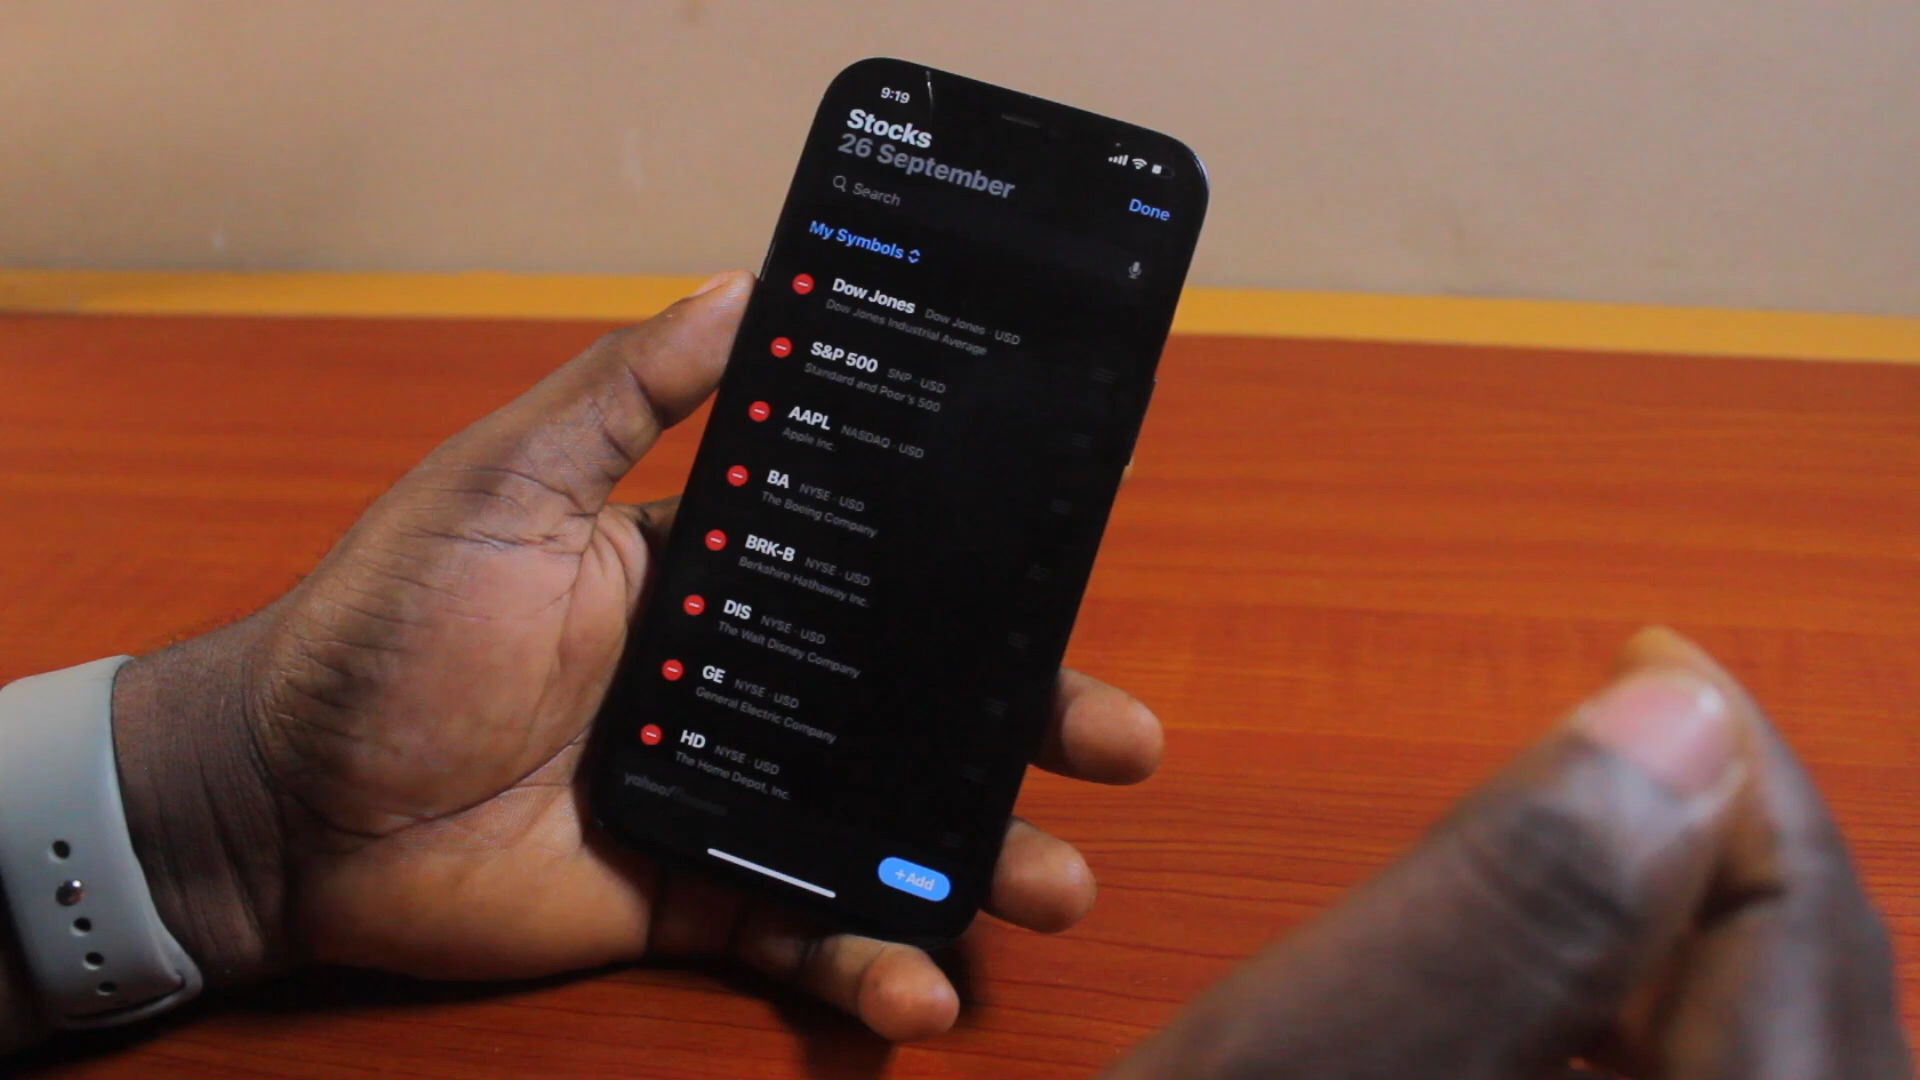 9:19
Stocks
26 September
Search
Done
My Symbols
Dow Jones Dow Jones · USD
Dow Jones Industrial Average
S&P 500 SNP · USD
Standard and Poor's 500
AAPL NASDAQ · USD
Apple Inc.
BA NYSE · USD
The Boeing Company
BRK-B NYSE · USD
Berkshire Hathaway Inc.
DIS NYSE · USD
The Walt Disney Company
GE NYSE · USD
General Electric Company
HD NYSE · USD
The Home Depot, Inc.
yahoo!
+Add